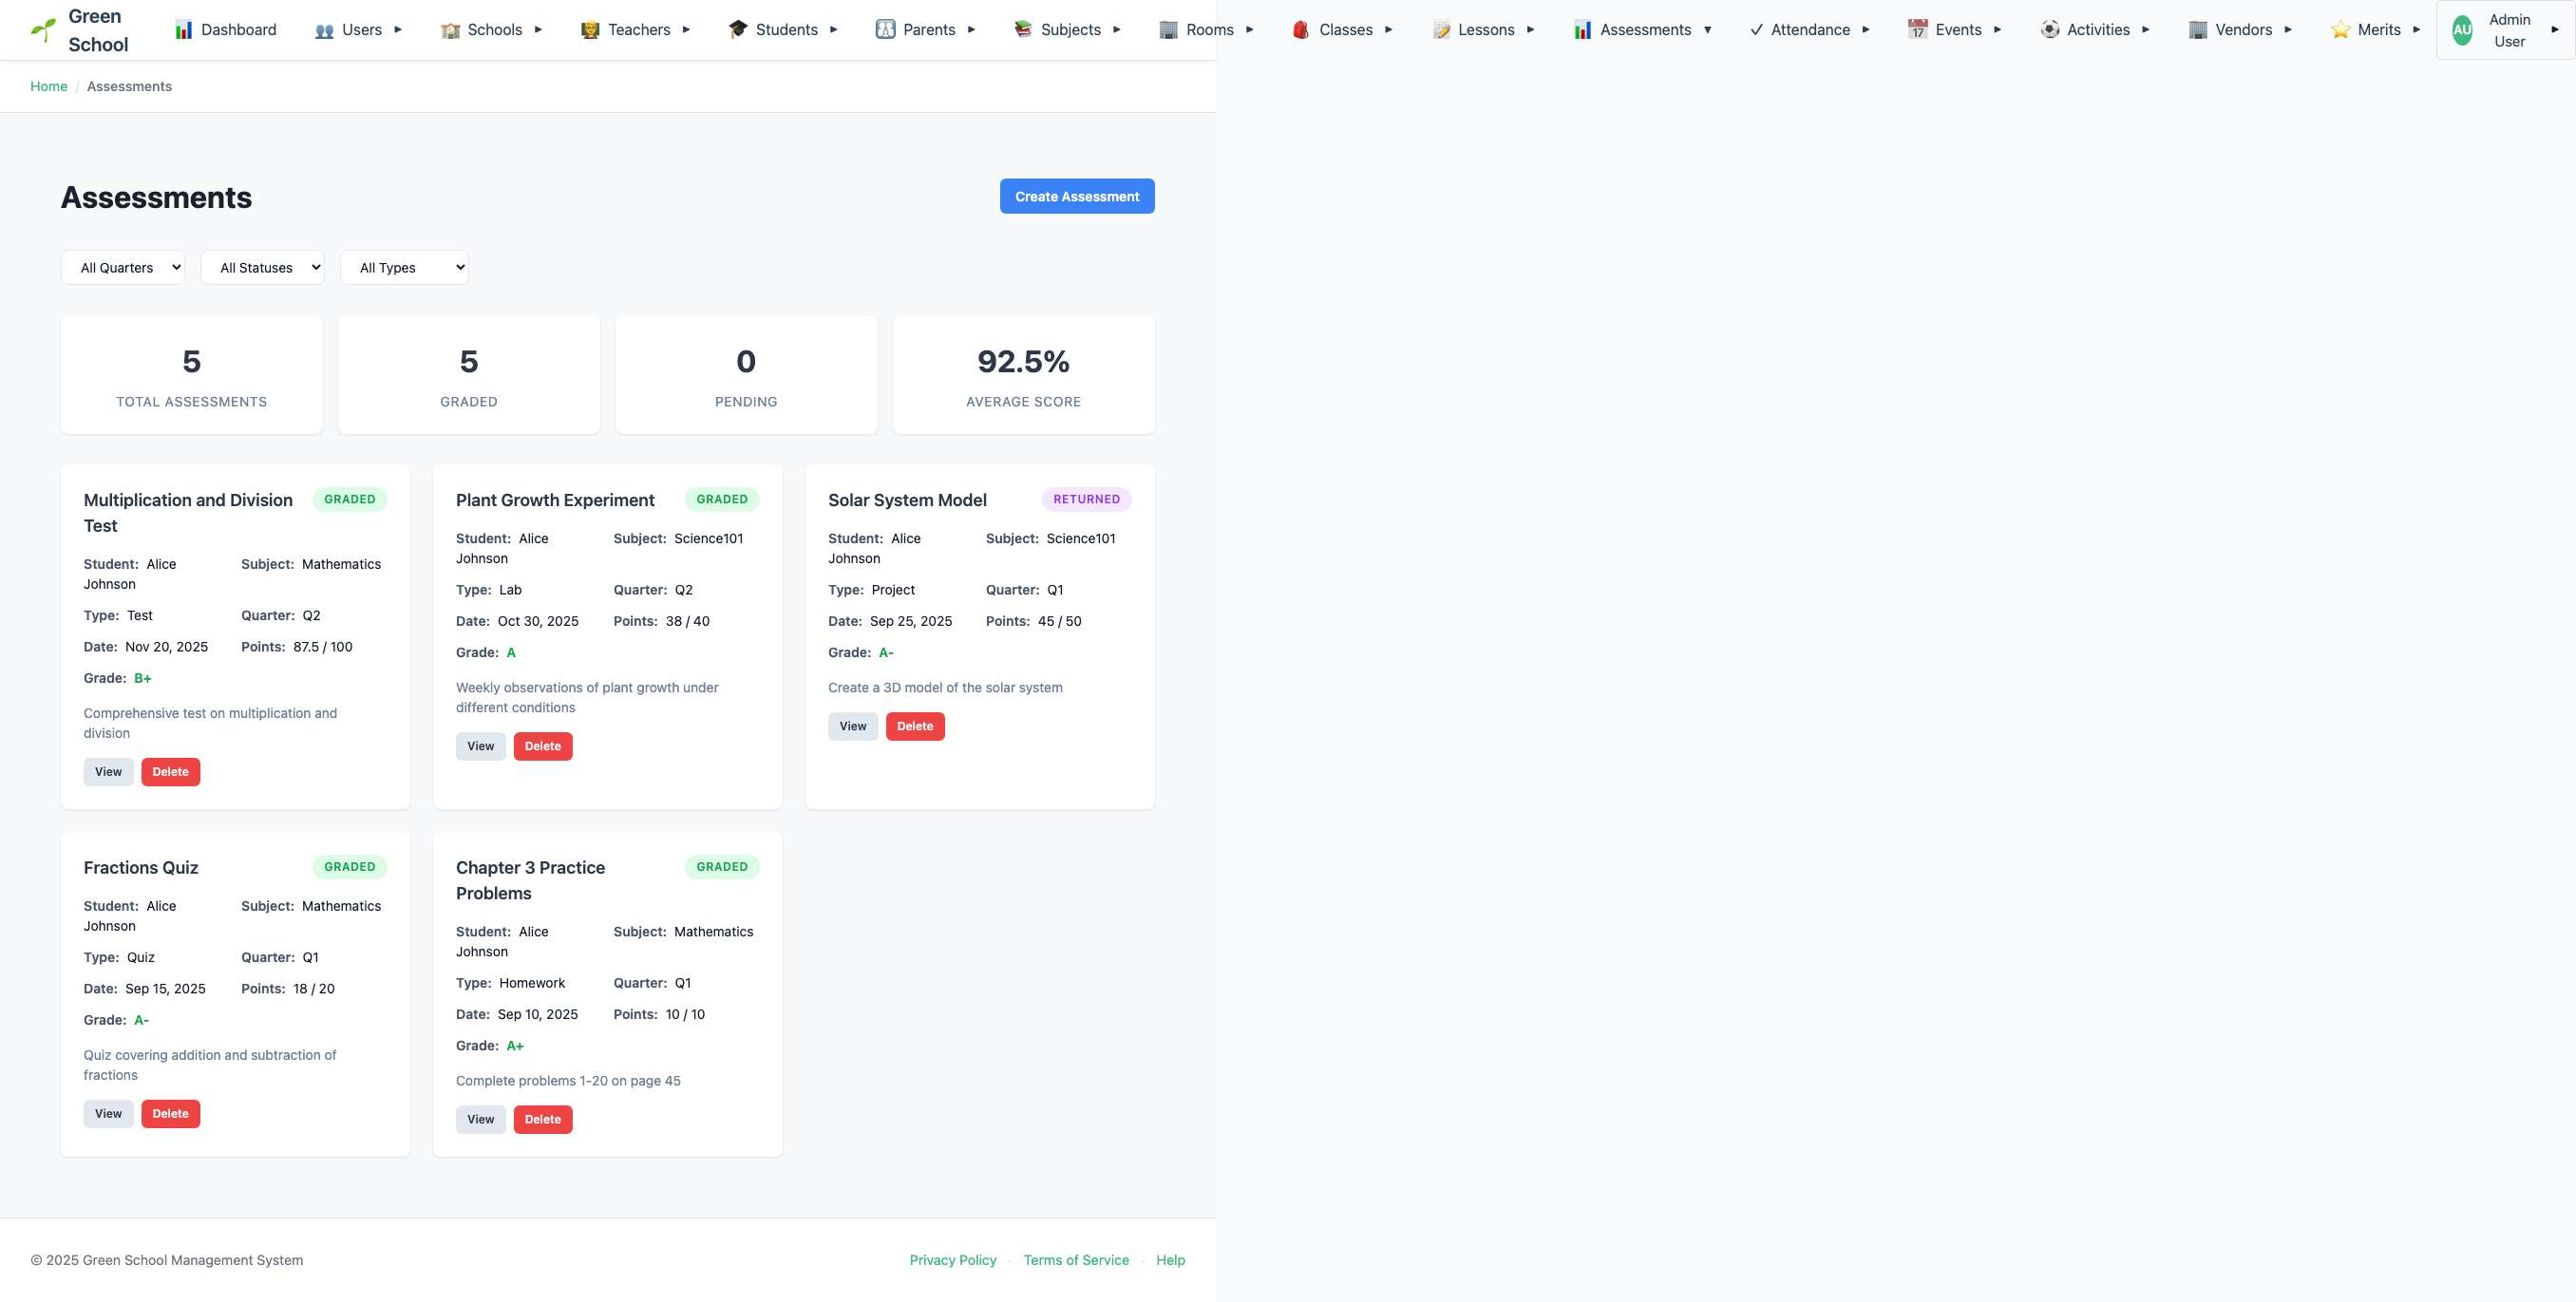 Green School
Dashboard
Users
Schools
Teachers
Students
Parents
Subjects
Rooms
Classes
Lessons
Assessments
Attendance
Events
Activities
Vendors
Merits
AU
Admin User
Home / Assessments
Assessments
Create Assessment
All Quarters
All Statuses
All Types
5
TOTAL ASSESSMENTS
5
GRADED
0
PENDING
92.5%
AVERAGE SCORE
Multiplication and Division
Test
GRADED
Student: Alice
Johnson
Subject: Mathematics
Type: Test
Quarter: Q2
Date: Nov 20, 2025
Points: 87.5 / 100
Grade: B+
Comprehensive test on multiplication and
division
View
Delete
Plant Growth Experiment
GRADED
Student: Alice
Johnson
Subject: Science101
Type: Lab
Quarter: Q2
Date: Oct 30, 2025
Points: 38 / 40
Grade: A
Weekly observations of plant growth under
different conditions
View
Delete
Solar System Model
RETURNED
Student: Alice
Johnson
Subject: Science101
Type: Project
Quarter: Q1
Date: Sep 25, 2025
Points: 45 / 50
Grade: A-
Create a 3D model of the solar system
View
Delete
Fractions Quiz
GRADED
Student: Alice
Johnson
Subject: Mathematics
Type: Quiz
Quarter: Q1
Date: Sep 15, 2025
Points: 18 / 20
Grade: A-
Quiz covering addition and subtraction of
fractions
View
Delete
Chapter 3 Practice
Problems
GRADED
Student: Alice
Johnson
Subject: Mathematics
Type: Homework
Quarter: Q1
Date: Sep 10, 2025
Points: 10 / 10
Grade: A+
Complete problems 1-20 on page 45
View
Delete
© 2025 Green School Management System
Privacy Policy · Terms of Service · Help